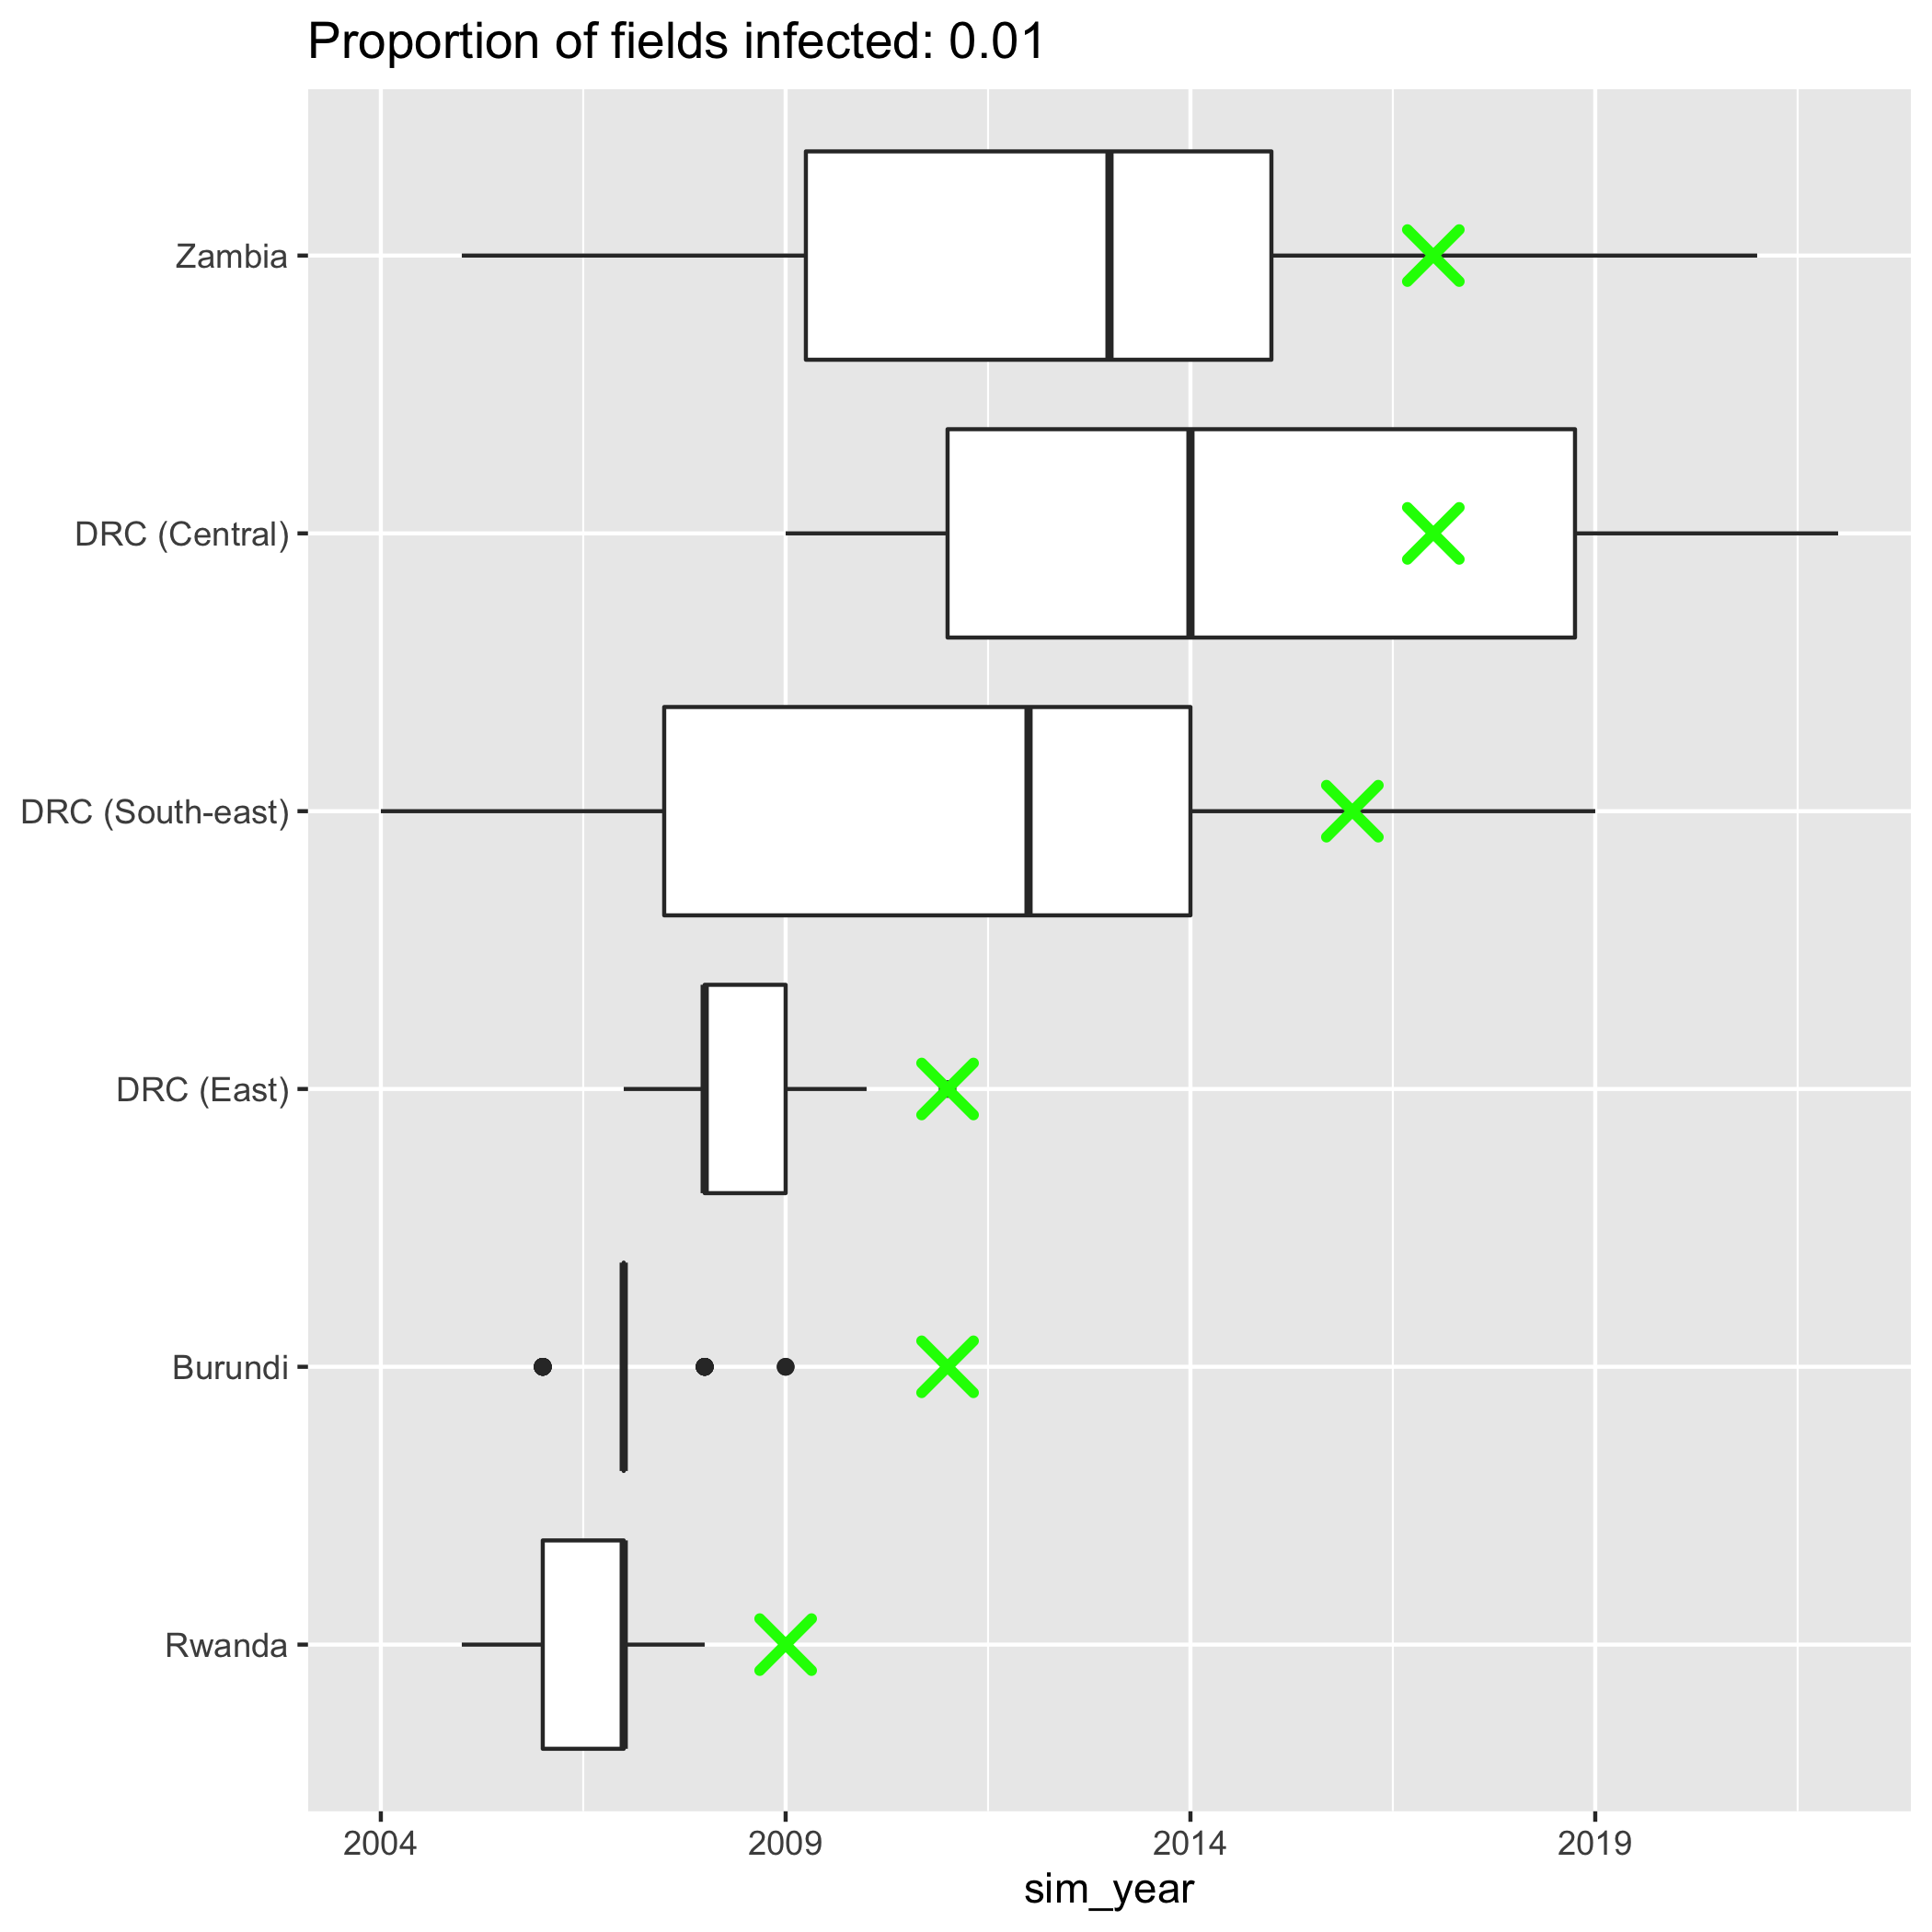 Proportion of fields infected: 0.01
Zambia
DRC (Central)
DRC (South-east)
DRC (East)
Burundi
Rwanda
2004 2009 2014 2019
sim_year